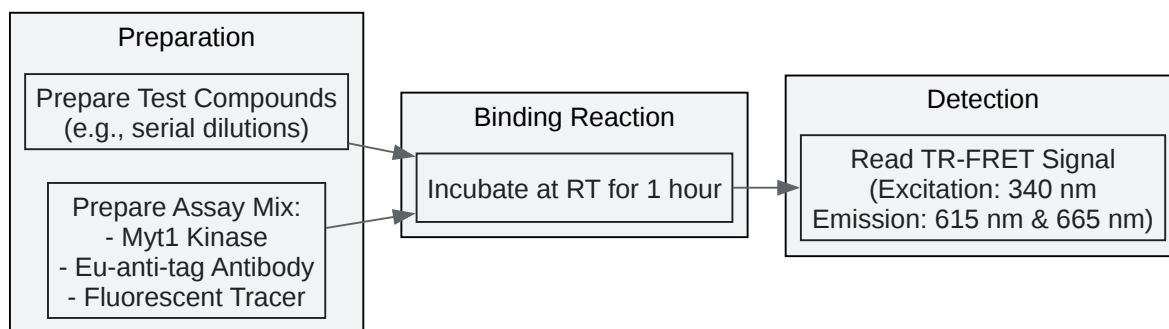 Preparation
Prepare Test Compounds
(e.g., serial dilutions)
Prepare Assay Mix:
- Myt1 Kinase
- Eu-anti-tag Antibody
- Fluorescent Tracer
Binding Reaction
Incubate at RT for 1 hour
Detection
Read TR-FRET Signal
(Excitation: 340 nm
Emission: 615 nm & 665 nm)